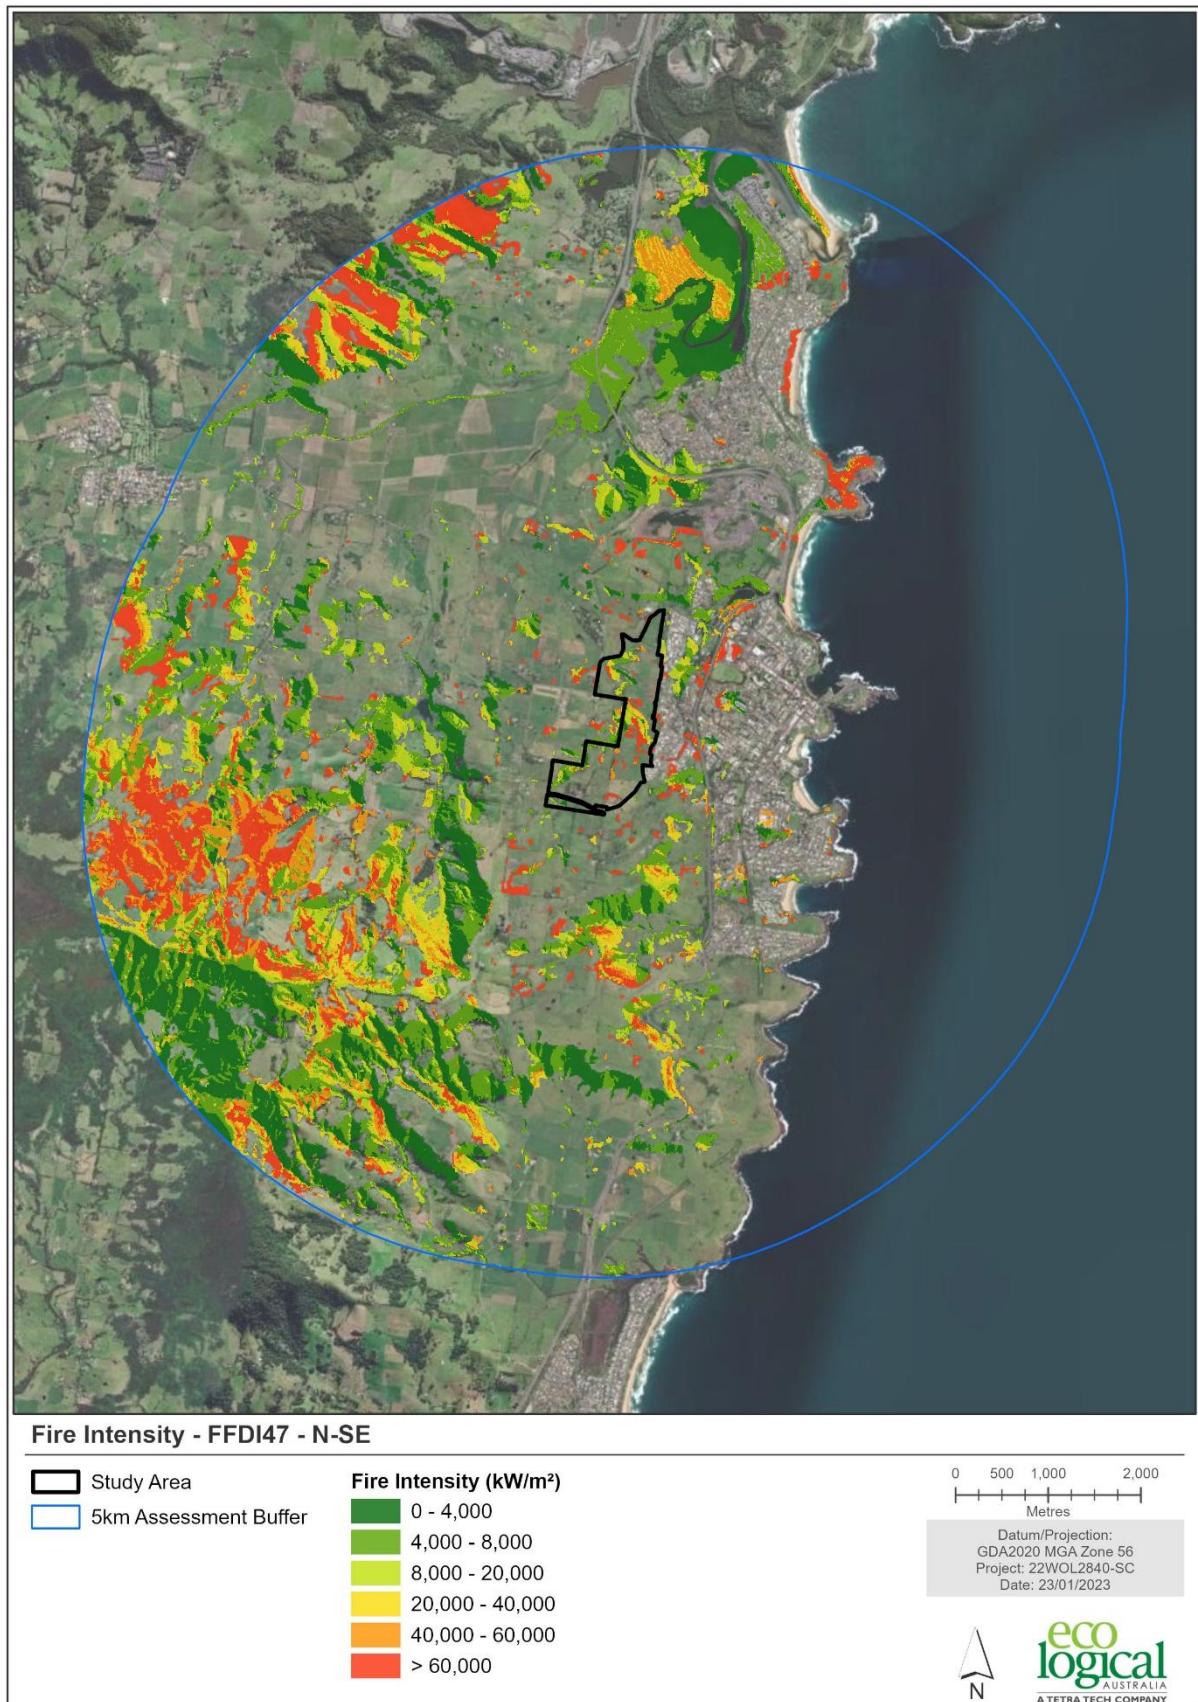 Fire Intensity - FFDI47 - N-SE
Study Area
5km Assessment Buffer
Fire Intensity (kW/m²)
0 - 4,000
4,000 - 8,000
8,000 - 20,000
20,000 - 40,000
40,000 - 60,000
> 60,000
0 500 1,000 2,000
Metres
Datum/Projection:
GDA2020 MGA Zone 56
Project: 22WOL2840-SC
Date: 23/01/2023
N
eco
logical
AUSTRALIA
A TETRA TECH COMPANY